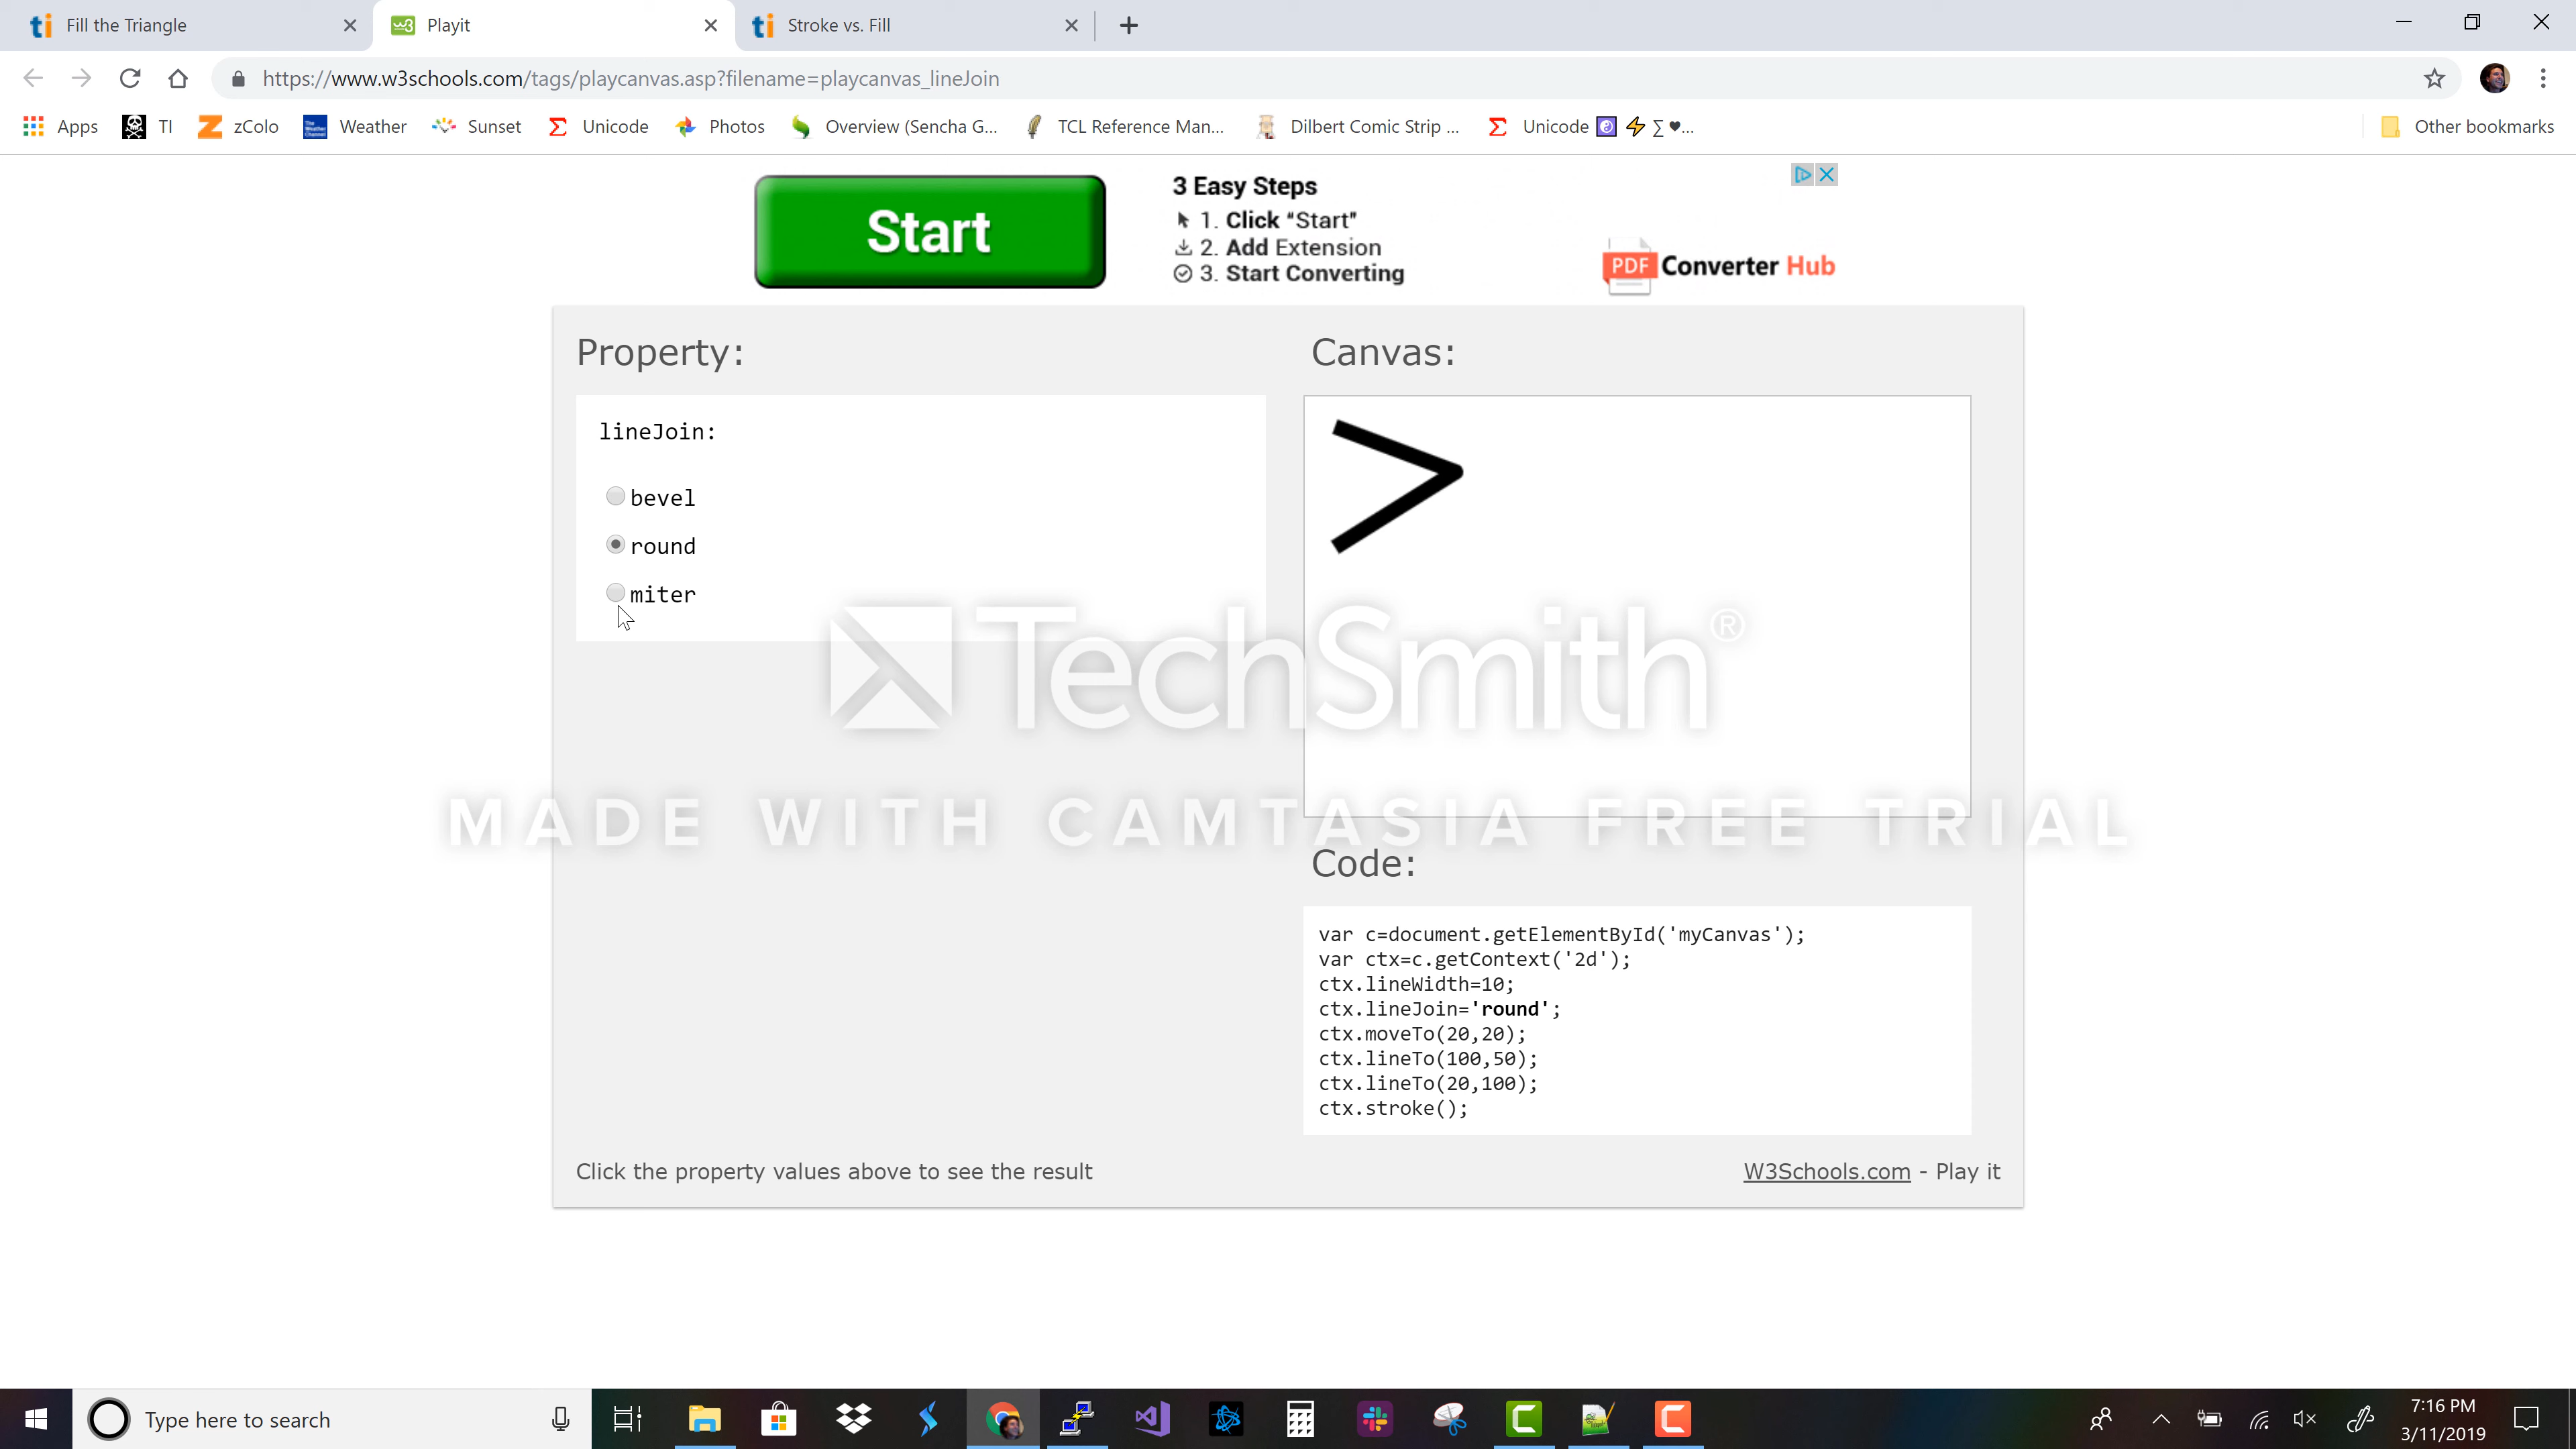 Fill the Triangle
Playit
Stroke vs. Fill
https://www.w3schools.com/tags/playcanvas.asp?filename=playcanvas_lineJoin
Apps TI zColo Weather Sunset Unicode Photos Overview (Sencha G... TCL Reference Man... Dilbert Comic Strip ... Unicode ☯ ⚡ ∑ ♥... Other bookmarks
Start
3 Easy Steps
1. Click "Start"
2. Add Extension
3. Start Converting
PDF Converter Hub
Property:
Canvas:
lineJoin:
bevel
round
miter
TechSmith®
MADE WITH CAMTASIA FREE TRIAL
Code:
var c=document.getElementById('myCanvas');
var ctx=c.getContext('2d');
ctx.lineWidth=10;
ctx.lineJoin='round';
ctx.moveTo(20,20);
ctx.lineTo(100,50);
ctx.lineTo(20,100);
ctx.stroke();
Click the property values above to see the result
W3Schools.com - Play it
Type here to search
7:16 PM
3/11/2019